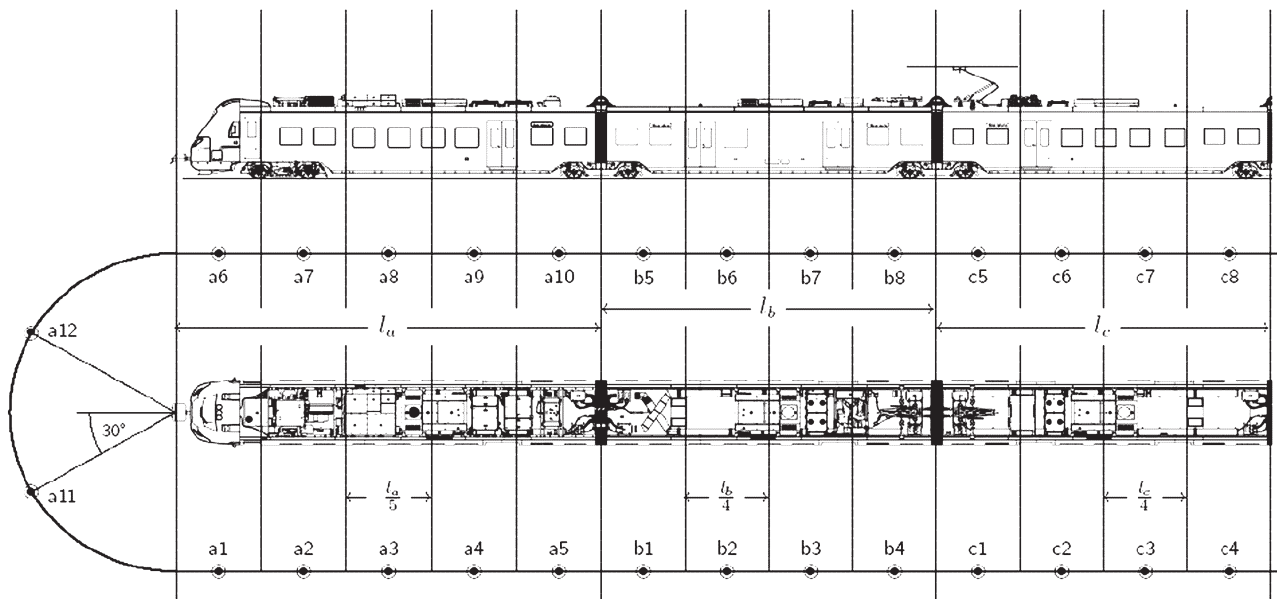 a6 a7 a8 a9 a10 b5 b6 b7 b8 c5 c6 c7 c8
l_b
a12 l_a l_c
30°
a11 l_a/5 l_b/4 l_c/4
a1 a2 a3 a4 a5 b1 b2 b3 b4 c1 c2 c3 c4